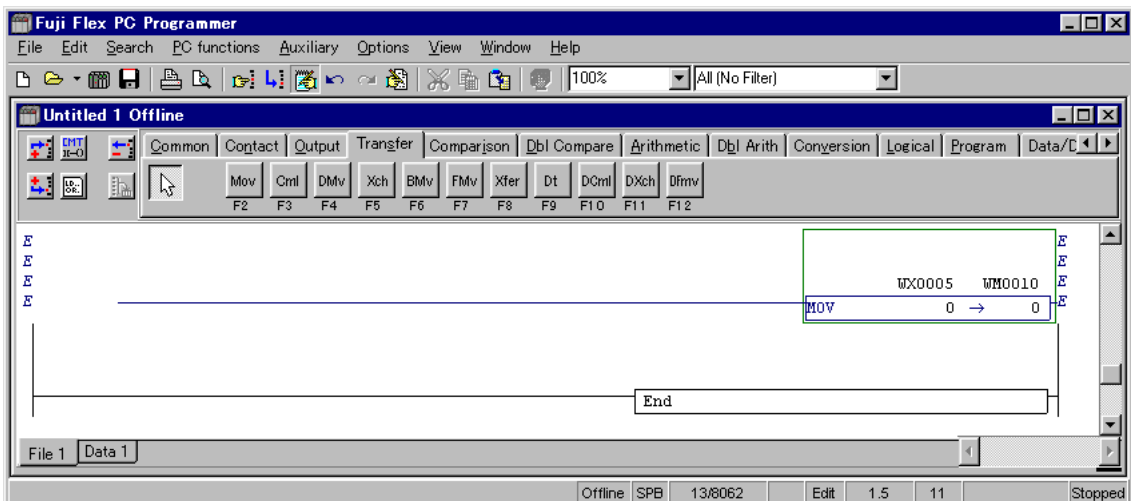 Fuji Flex PC Programmer
File Edit Search PC functions Auxiliary Options View Window Help
100% All (No Filter)
Untitled 1 Offline
CMT Common Contact Output Transfer Comparison Dbl Compare Arithmetic Dbl Arith Conversion Logical Program Data/D
LD.. OR. Mov Cml DMv Xch BMv FMv Xfer Dt DCml DXch Dfmv
F2 F3 F4 F5 F6 F7 F8 F9 F10 F11 F12
E E
E E
E WX0005 WM0010 E
E MOV 0 → 0 E
End
File 1 Data 1
Offline SPB 13/8062 Edit 1.5 11 Stopped